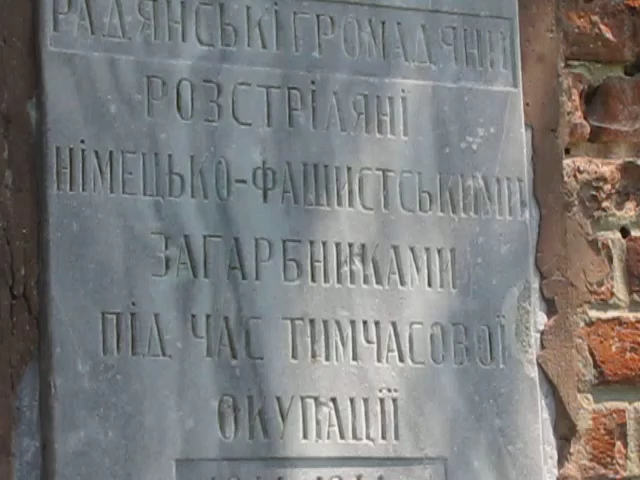 РАДЯНСЬКІ ГРОМАДЯНИ
РОЗСТРІЛЯНІ
НІМЕЦЬКО-ФАШИСТСЬКИМИ
ЗАГАРБНИКАМИ
ПІД ЧАС ТИМЧАСОВОЇ
ОКУПАЦІЇ